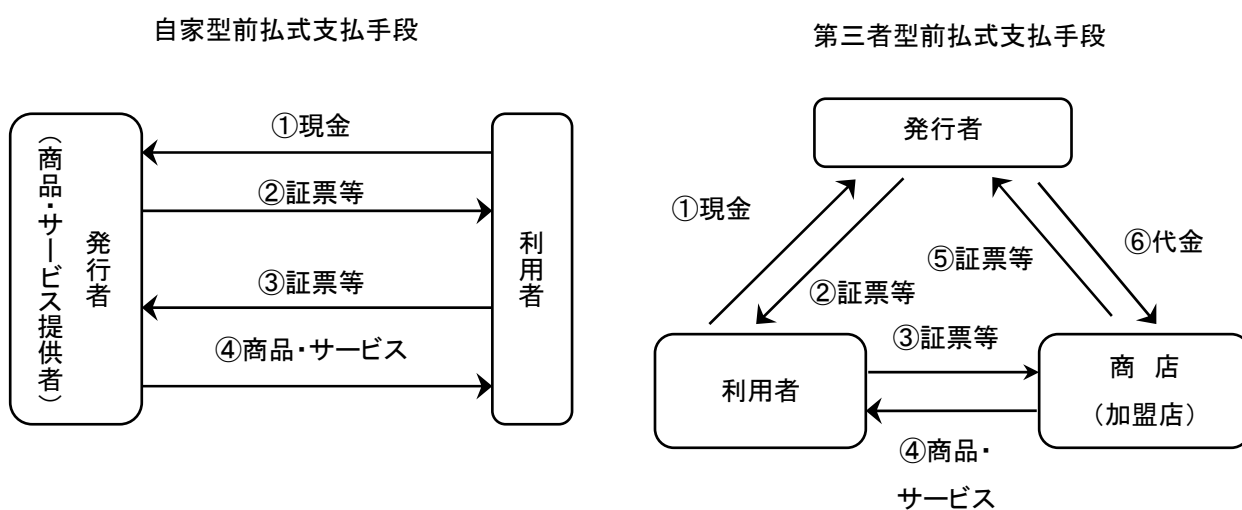 自家型前払式支払手段
発行者
（商品・サービス提供者）
①現金
②証票等
③証票等
④商品・サービス
利用者
第三者型前払式支払手段
発行者
①現金
②証票等
⑤証票等
⑥代金
③証票等
利用者
商　店
（加盟店）
④商品・
サービス